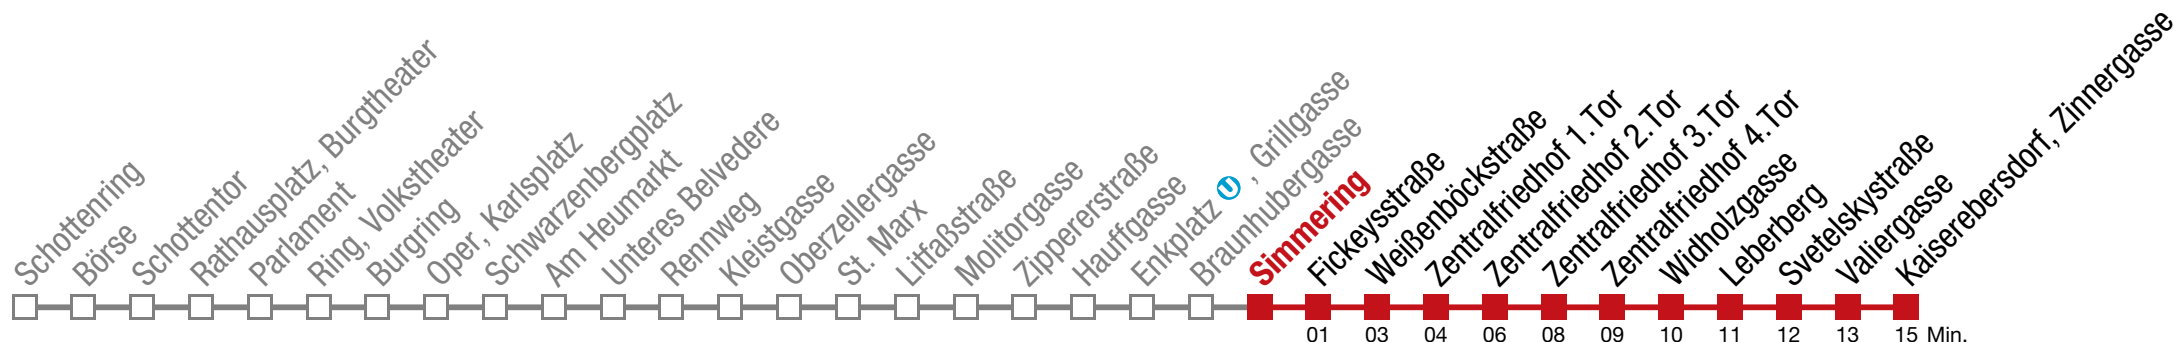 Schottenring
Börse
Schottentor
Rathausplatz, Burgtheater
Parlament
Ring, Volkstheater
Burgring
Oper, Karlsplatz
Schwarzenbergplatz
Am Heumarkt
Unteres Belvedere
Rennweg
Kleistgasse
Oberzellergasse
St. Marx
Litfaßstraße
Molitorgasse
Zippererstraße
Hauffgasse
Enkplatz U, Grillgasse
Braunhubergasse
Simmering
Fickeysstraße
Weißenböckstraße
Zentralfriedhof 1.Tor
Zentralfriedhof 2.Tor
Zentralfriedhof 3.Tor
Zentralfriedhof 4.Tor
Widholzgasse
Leberberg
Svetelskystraße
Valiergasse
Kaiserebersdorf, Zinnergasse
01 03 04 06 08 09 10 11 12 13 15 Min.